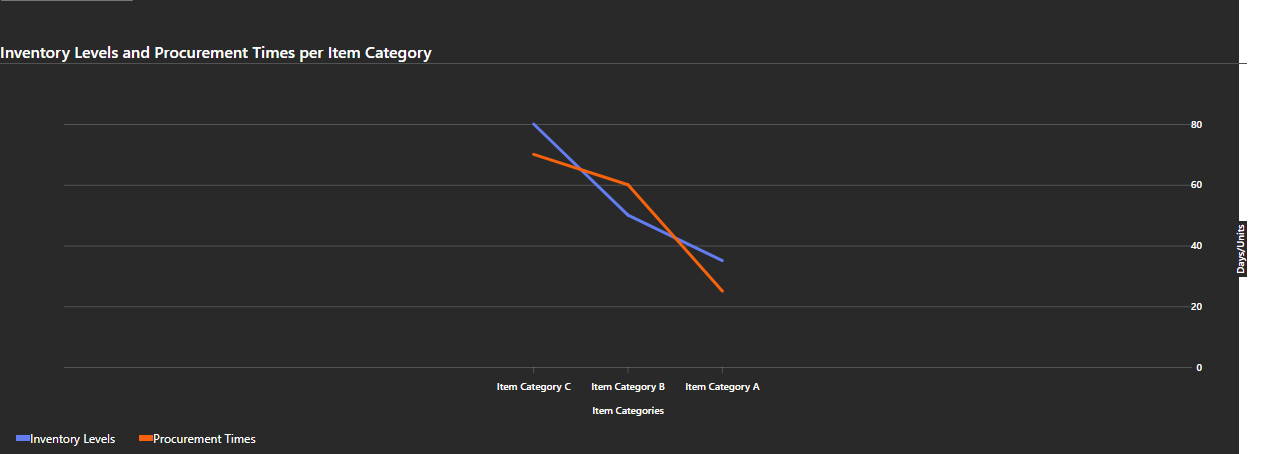 Inventory Levels and Procurement Times per Item Category
80
60
40
20
0
Days/Units
Item Category C Item Category B Item Category A
Item Categories
Inventory Levels Procurement Times